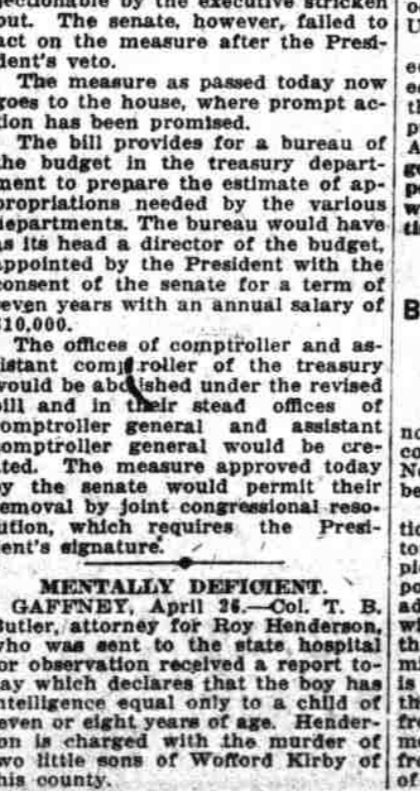 jectionable by the executive stricken
out. The senate, however, failed to
act on the measure after the Presi-
dent's veto.
The measure as passed today now
goes to the house, where prompt ac-
tion has been promised.
The bill provides for a bureau of
the budget in the treasury depart-
ment to prepare the estimate of ap-
propriations needed by the various
departments. The bureau would have
as its head a director of the budget,
appointed by the President with the
consent of the senate for a term of
seven years with an annual salary of
$10,000.
The offices of comptroller and as-
istant comptroller of the treasury
would be abolished under the revised
bill and in their stead offices of
comptroller general and assistant
comptroller general would be cre-
ated. The measure approved today
by the senate would permit their
removal by joint congressional reso-
lution, which requires the Presi-
dent's signature.
MENTALLY DEFICIENT.
GAFFNEY, April 26.—Col. T. B.
Butler, attorney for Roy Henderson,
who was sent to the state hospital
for observation received a report to-
day which declares that the boy has
intelligence equal only to a child of
seven or eight years of age. Hender-
on is charged with the murder of
two little sons of Wofford Kirby of
this county.
B
no
co
be
to
th
is
th
of